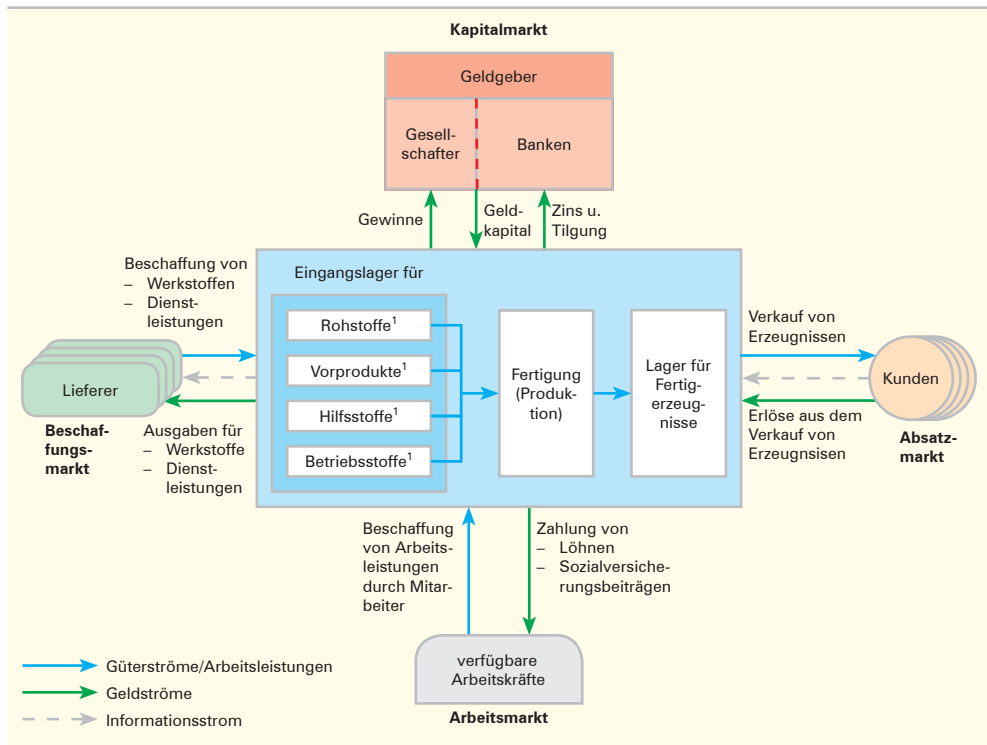 Kapitalmarkt
Geldgeber
Gesell-
schafter
Banken
Gewinne
Geld-
kapital
Zins u.
Tilgung
Beschaffung von
– Werkstoffen
– Dienst-
leistungen
Eingangslager für
Rohstoffe¹
Vorprodukte¹
Hilfsstoffe¹
Betriebsstoffe¹
Fertigung
(Produk-
tion)
Lager für
Fertig-
erzeug-
nisse
Verkauf von
Erzeugnissen
Lieferer
Kunden
Beschaf-
fungs-
markt
Ausgaben für
– Werkstoffe
– Dienst-
leistungen
Erlöse aus dem
Verkauf von
Erzeugnsisen
Absatz-
markt
Beschaffung
von Arbeits-
leistungen
durch Mitar-
beiter
Zahlung von
– Löhnen
– Sozialversiche-
rungsbeiträgen
verfügbare
Arbeitskräfte
Arbeitsmarkt
Güterströme/Arbeitsleistungen
Geldströme
Informationsstrom